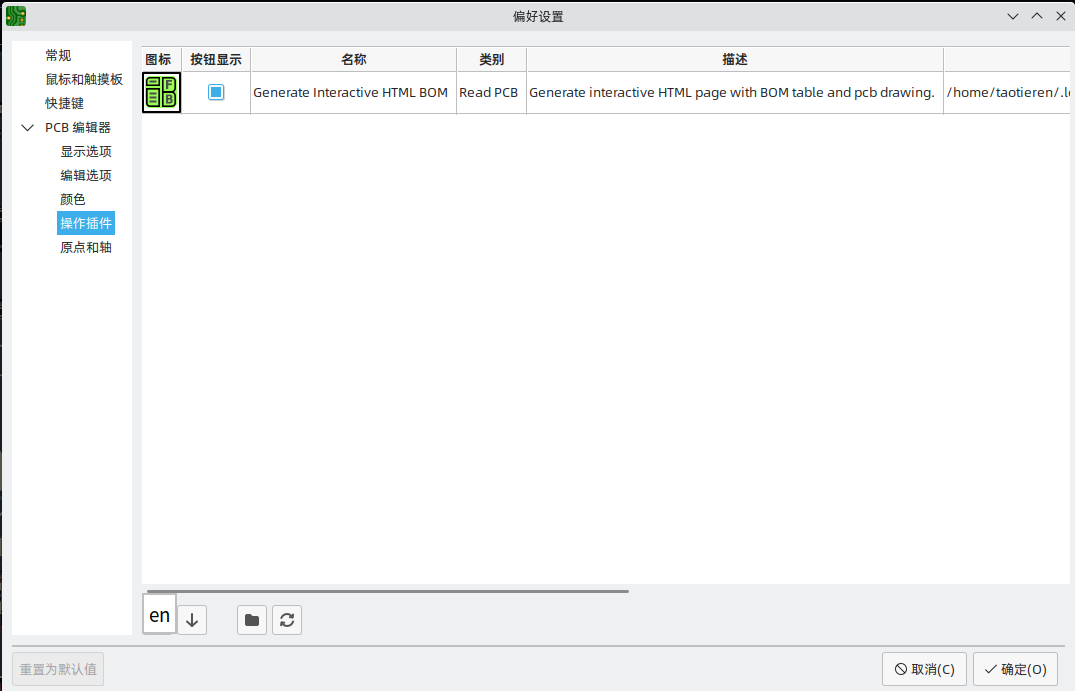 偏好设置
常规
鼠标和触摸板
快捷键
PCB 编辑器
显示选项
编辑选项
颜色
操作插件
原点和轴
图标 按钮显示 名称 类别 描述
F B Generate Interactive HTML BOM Read PCB Generate interactive HTML page with BOM table and pcb drawing. /home/taotieren/.l
en
重置为默认值 取消(C) 确定(O)